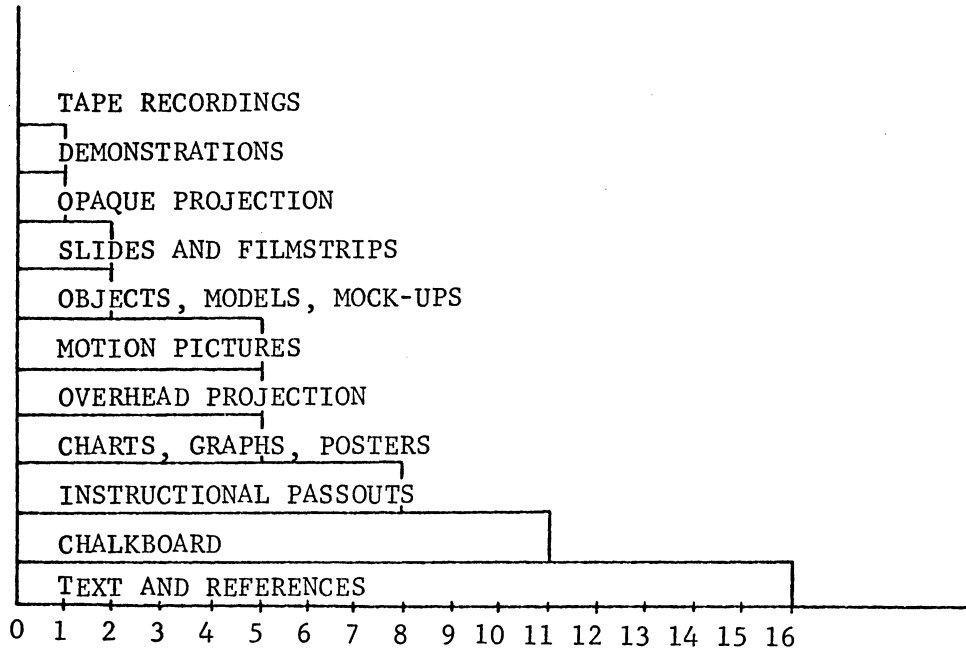 TAPE RECORDINGS
DEMONSTRATIONS
OPAQUE PROJECTION
SLIDES AND FILMSTRIPS
OBJECTS, MODELS, MOCK-UPS
MOTION PICTURES
OVERHEAD PROJECTION
CHARTS, GRAPHS, POSTERS
INSTRUCTIONAL PASSOUTS
CHALKBOARD
TEXT AND REFERENCES
0 1 2 3 4 5 6 7 8 9 10 11 12 13 14 15 16